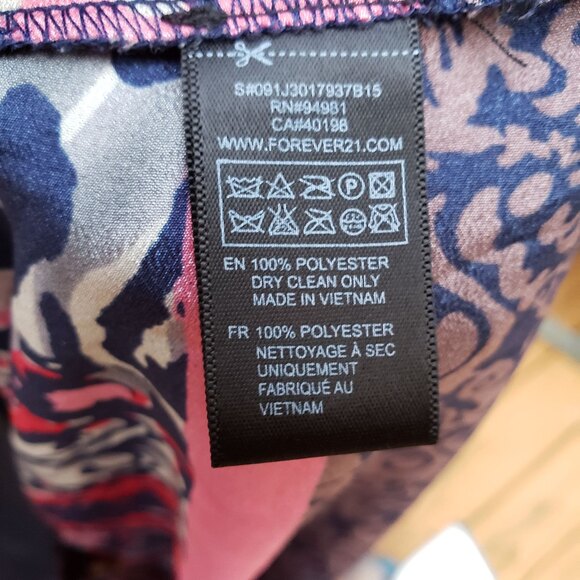 S#091J3017937B15
RN#94981
CA#40198
WWW.FOREVER21.COM
P
EN 100% POLYESTER
DRY CLEAN ONLY
MADE IN VIETNAM
FR 100% POLYESTER
NETTOYAGE À SEC
UNIQUEMENT
FABRIQUÉ AU
VIETNAM